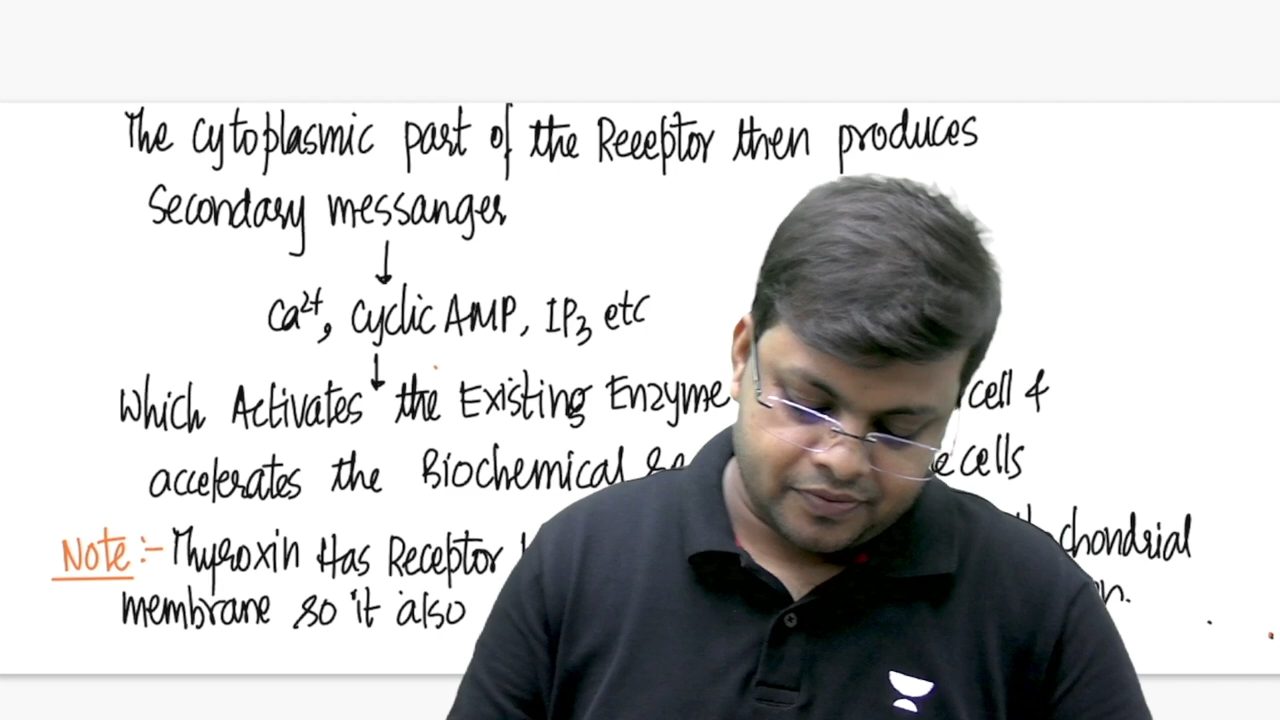 The cytoplasmic part of the Receptor then produces
Secondary messanger
Ca²⁺, cyclic AMP, IP₃ etc
which Activates the Existing Enzyme cell &
accelerates the Biochemical cells
Note :- Thyroxin Has Receptor chondrial
membrane so it also